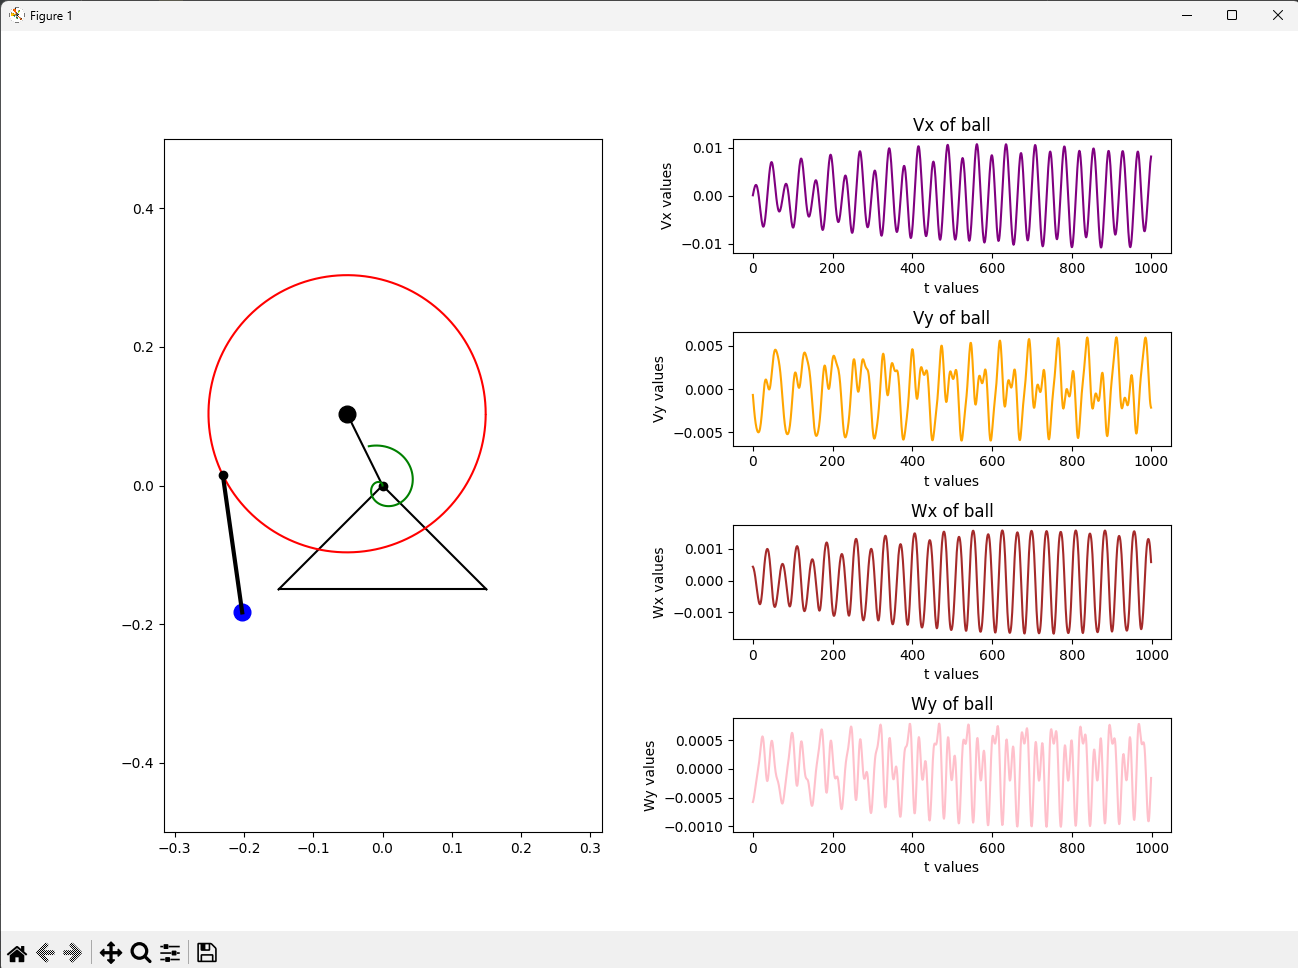 Figure 1
0.4
0.2
0.0
−0.2
−0.4
−0.3 −0.2 −0.1 0.0 0.1 0.2 0.3
Vx of ball
Vx values
0.01
0.00
−0.01
0 200 400 600 800 1000
t values
Vy of ball
Vy values
0.005
0.000
−0.005
0 200 400 600 800 1000
t values
Wx of ball
Wx values
0.001
0.000
−0.001
0 200 400 600 800 1000
t values
Wy of ball
Wy values
0.0005
0.0000
−0.0005
−0.0010
0 200 400 600 800 1000
t values